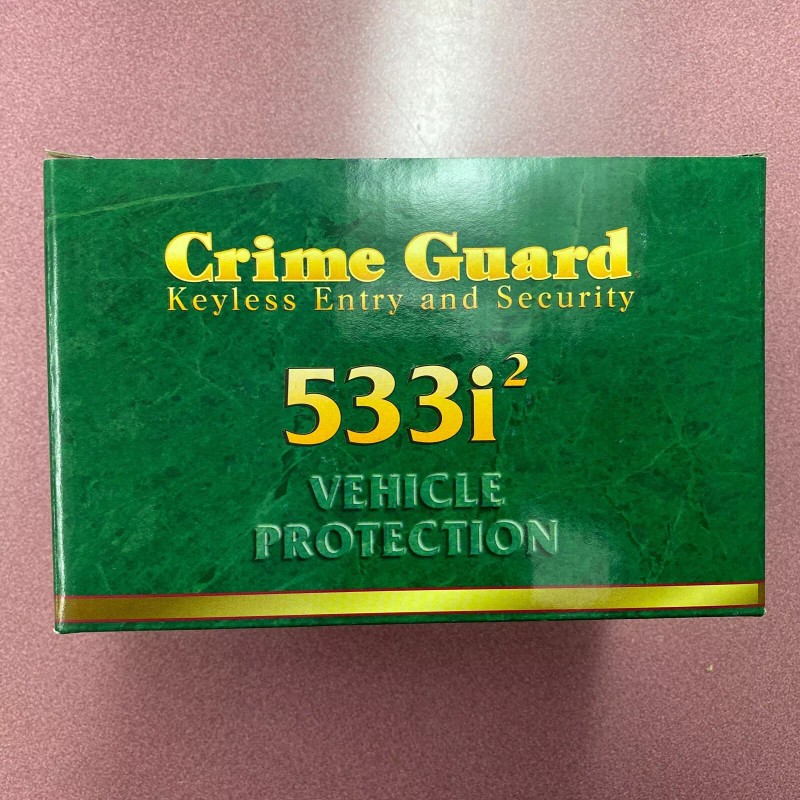 Crime Guard
Keyless Entry and Security
533i²
VEHICLE
PROTECTION